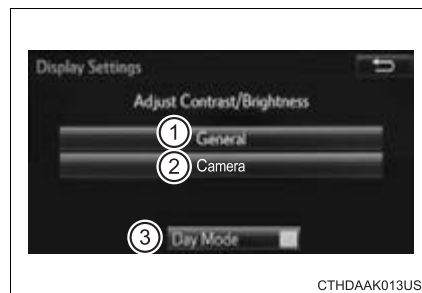 Display Settings
Adjust Contrast/Brightness
1 General
2 Camera
3 Day Mode
CTHDAAK013US